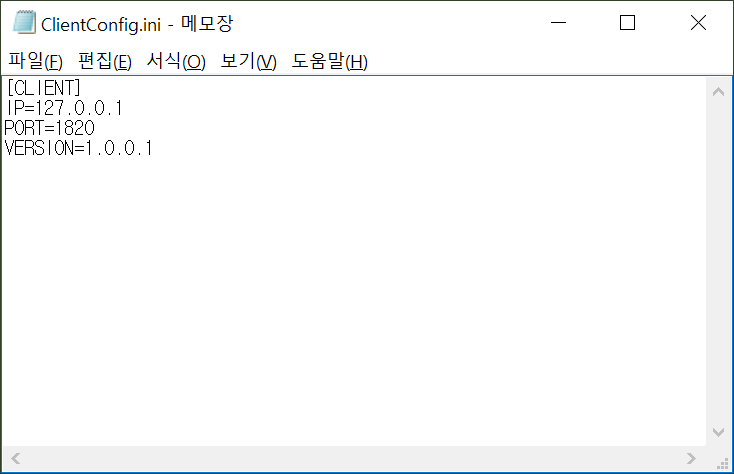 ClientConfig.ini - 메모장
파일(F) 편집(E) 서식(O) 보기(V) 도움말(H)
[CLIENT]
IP=127.0.0.1
PORT=1820
VERSION=1.0.0.1